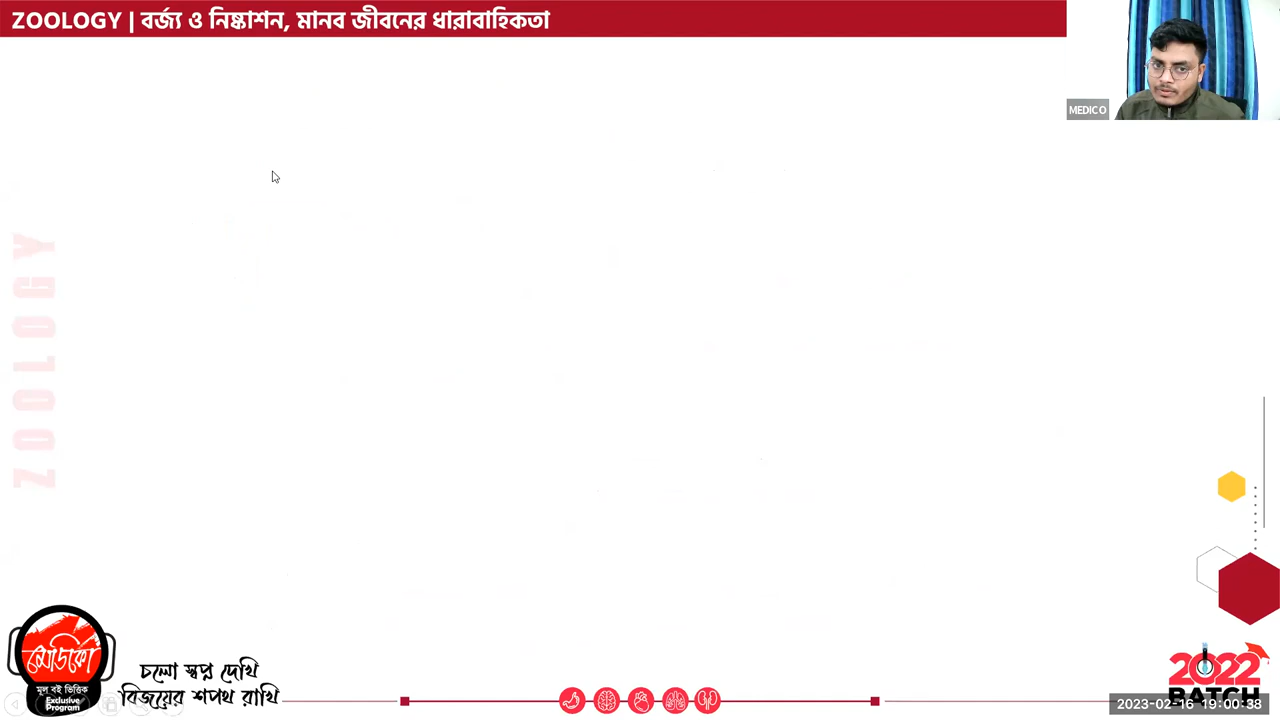 ZOOLOGY | বর্জ্য ও নিষ্কাশন, মানব জীবনের ধারাবাহিকতা
MEDICO
ZOOLOGY
মেডিকো
মূল বই ভিত্তিক
Exclusive
Program
চলো স্বপ্ন দেখি
বিজয়ের শপথ রাখি
2022
BATCH
2023-02-16 19:00:38